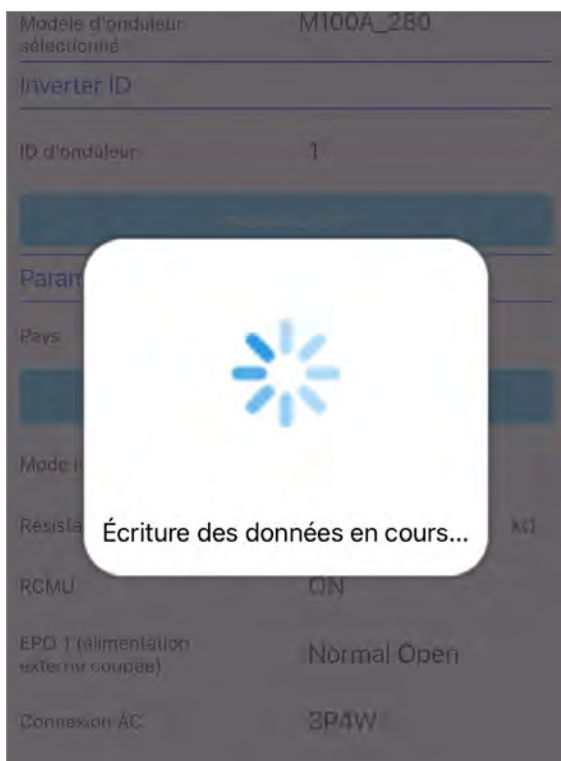 Modèle d'onduleur M100A_280
sélectionné
Inverter ID
ID d'onduleur 1
Param
Pays
Mode
Résista kΩ
Écriture des données en cours...
RCMU ON
EPO 1 (alimentation Normal Open
externe coupée)
Connexion AC 3P4W